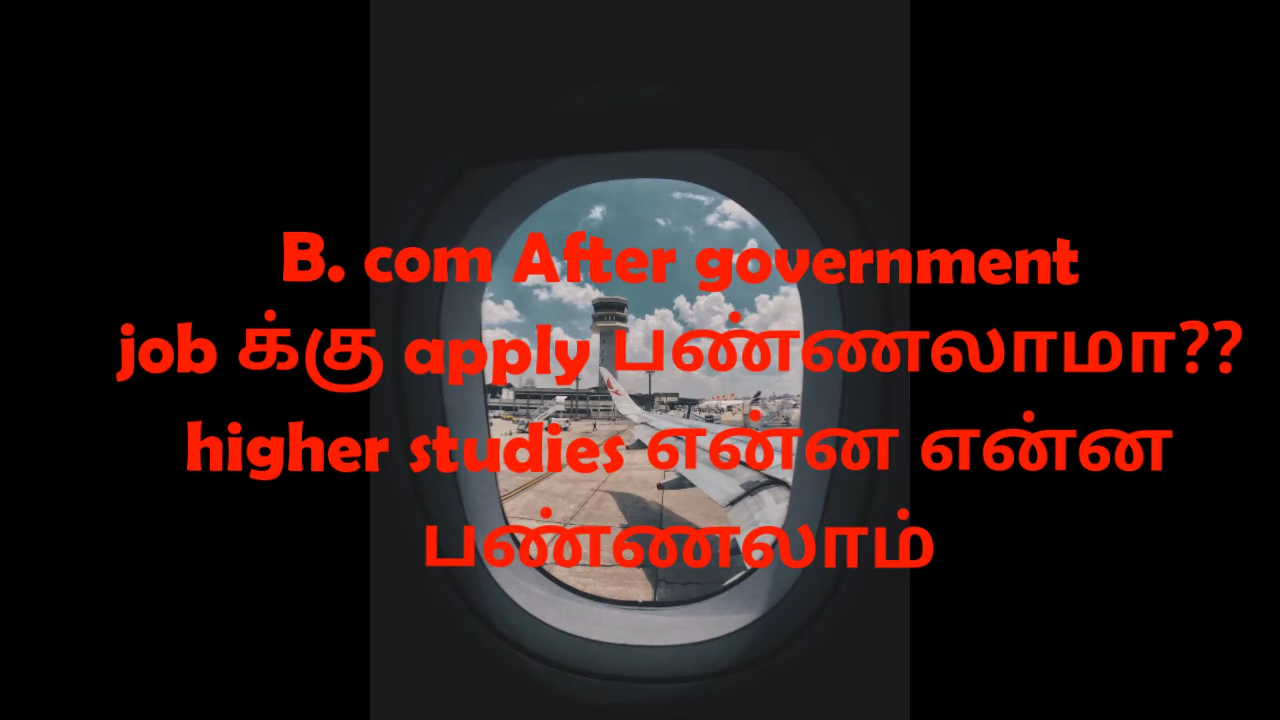 B. com After government
job க்கு apply பண்ணலாமா??
higher studies என்ன என்ன
பண்ணலாம்